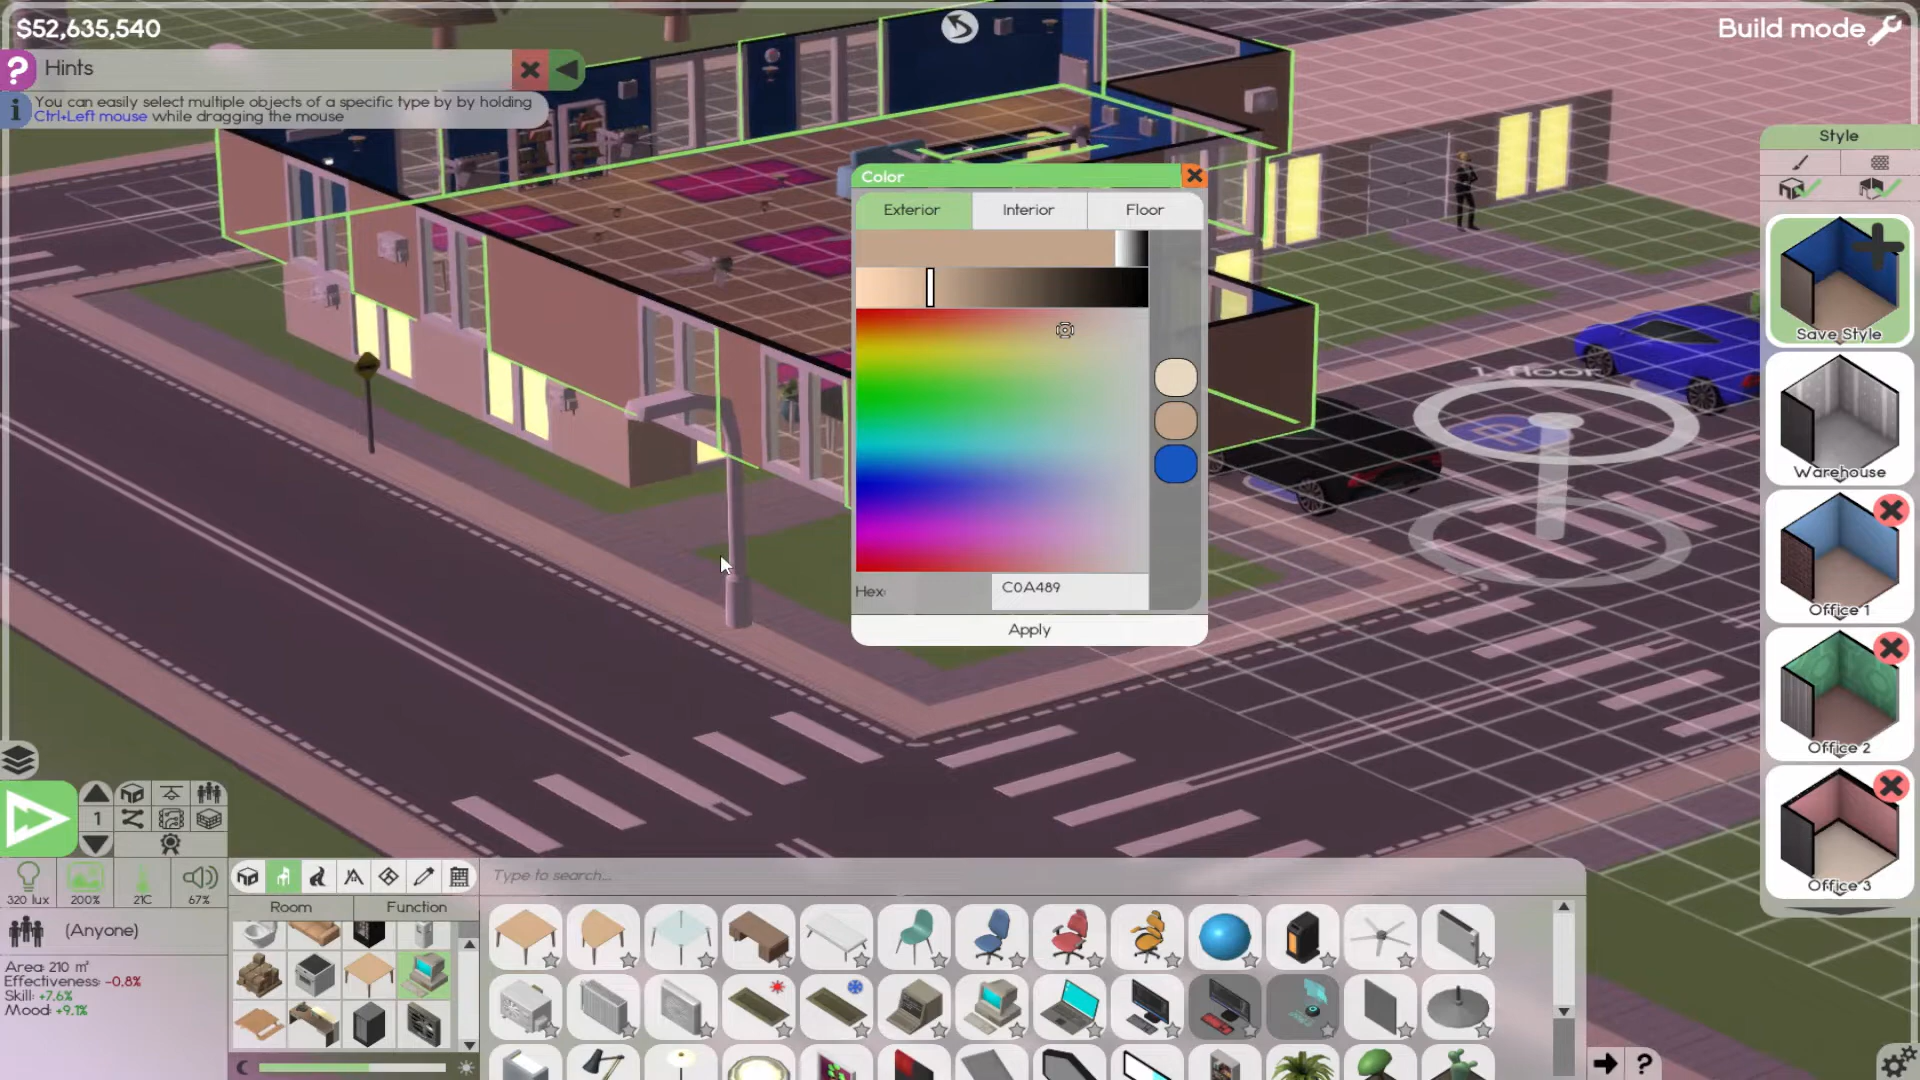 $52,635,540
Build mode
Hints
You can easily select multiple objects of a specific type by by holding
Ctrl+Left mouse while dragging the mouse
Style
Color
Exterior
Interior
Floor
Save Style
1. floor
Warehouse
Office 1
Hex:
C0A489
Apply
Office 2
Office 3
1
320 lux
200%
21C
67%
Type to search...
Room
Function
(Anyone)
Area: 210 m²
Effectiveness: -0.8%
Skill: +7.6%
Mood: +9.1%